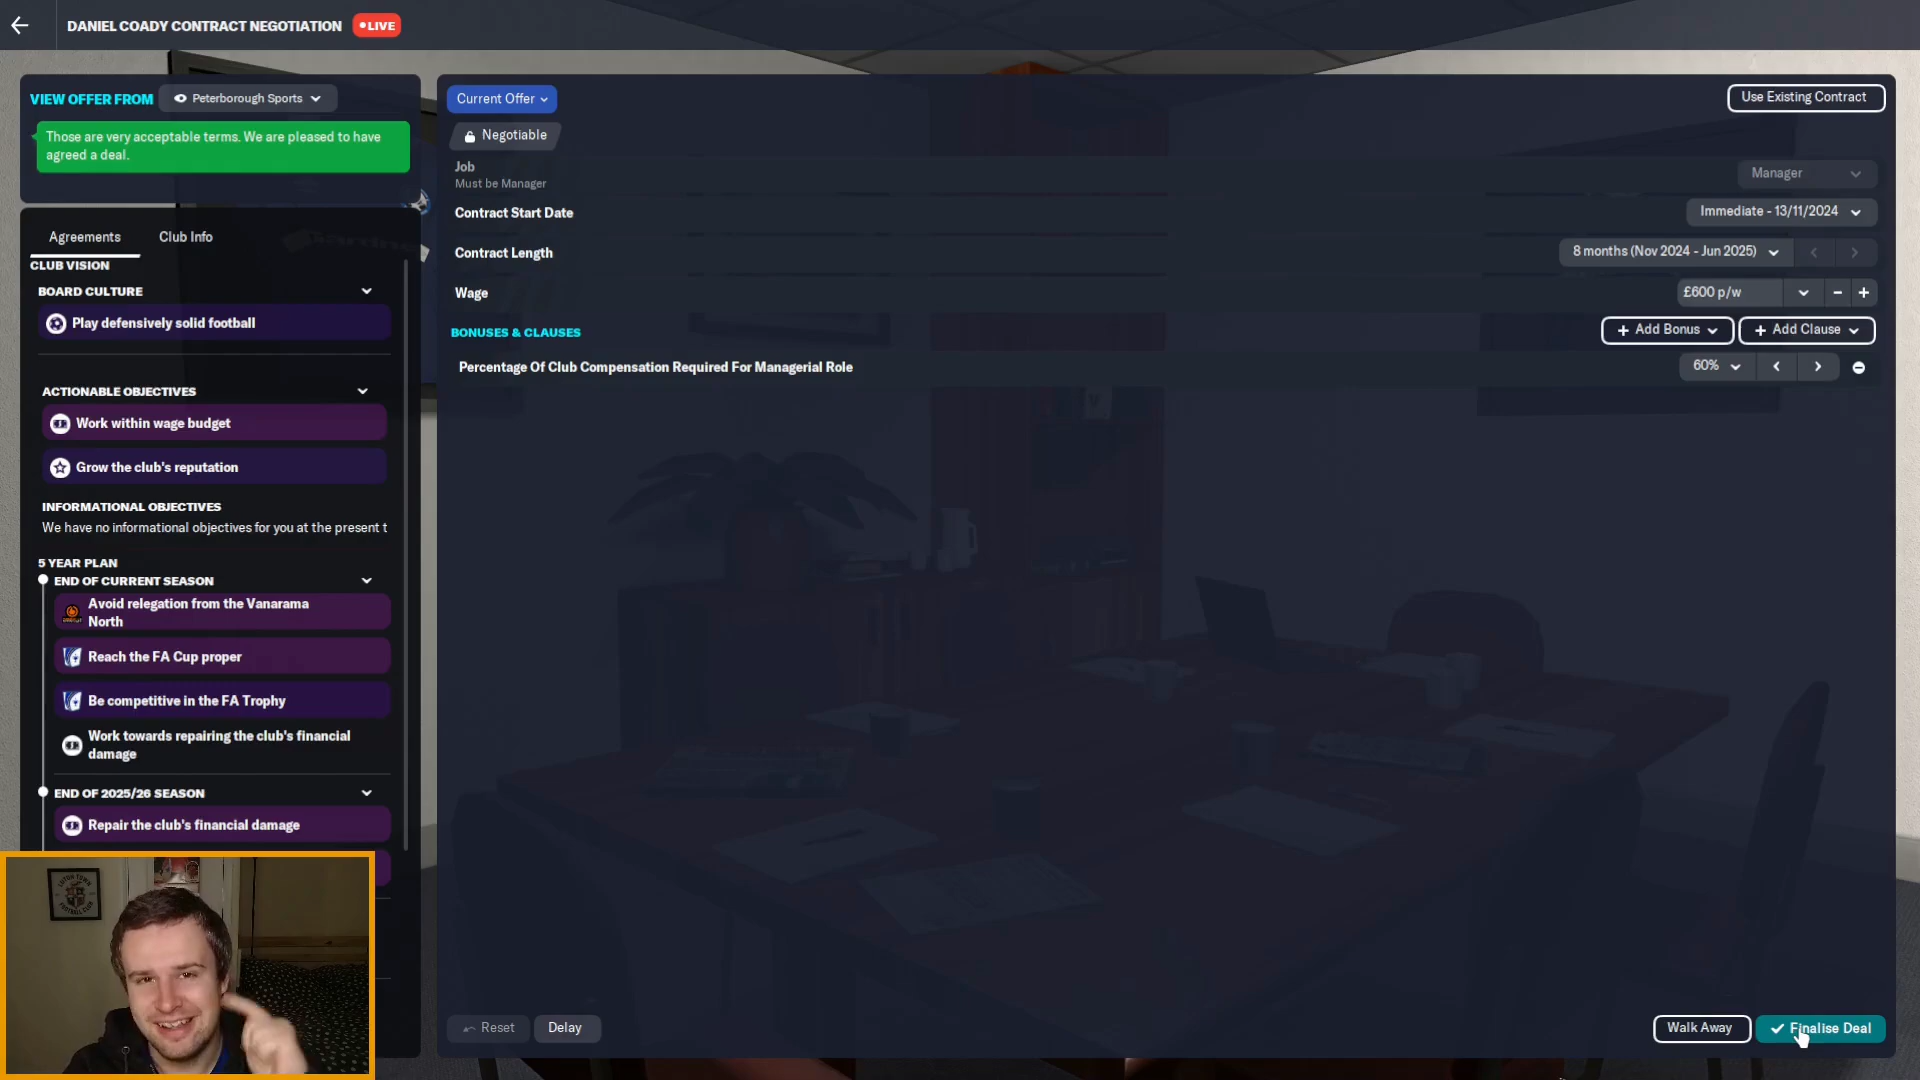 DANIEL COADY CONTRACT NEGOTIATION
LIVE
VIEW OFFER FROM
Peterborough Sports
Those are very acceptable terms. We are pleased to have
agreed a deal.
Agreements
Club Info
CLUB VISION
BOARD CULTURE
Play defensively solid football
ACTIONABLE OBJECTIVES
Work within wage budget
Grow the club's reputation
INFORMATIONAL OBJECTIVES
We have no informational objectives for you at the present t
5 YEAR PLAN
END OF CURRENT SEASON
Avoid relegation from the Vanarama
North
Reach the FA Cup proper
Be competitive in the FA Trophy
Work towards repairing the club's financial
damage
END OF 2025/26 SEASON
Repair the club's financial damage
LUTON TOWN
FOOTBALL CLUB
Current Offer
Use Existing Contract
Negotiable
Job
Must be Manager
Manager
Contract Start Date
Immediate - 13/11/2024
Contract Length
8 months (Nov 2024 - Jun 2025)
Wage
£600 p/w
BONUSES & CLAUSES
+ Add Bonus
+ Add Clause
Percentage Of Club Compensation Required For Managerial Role
60%
Reset
Delay
Walk Away
Finalise Deal